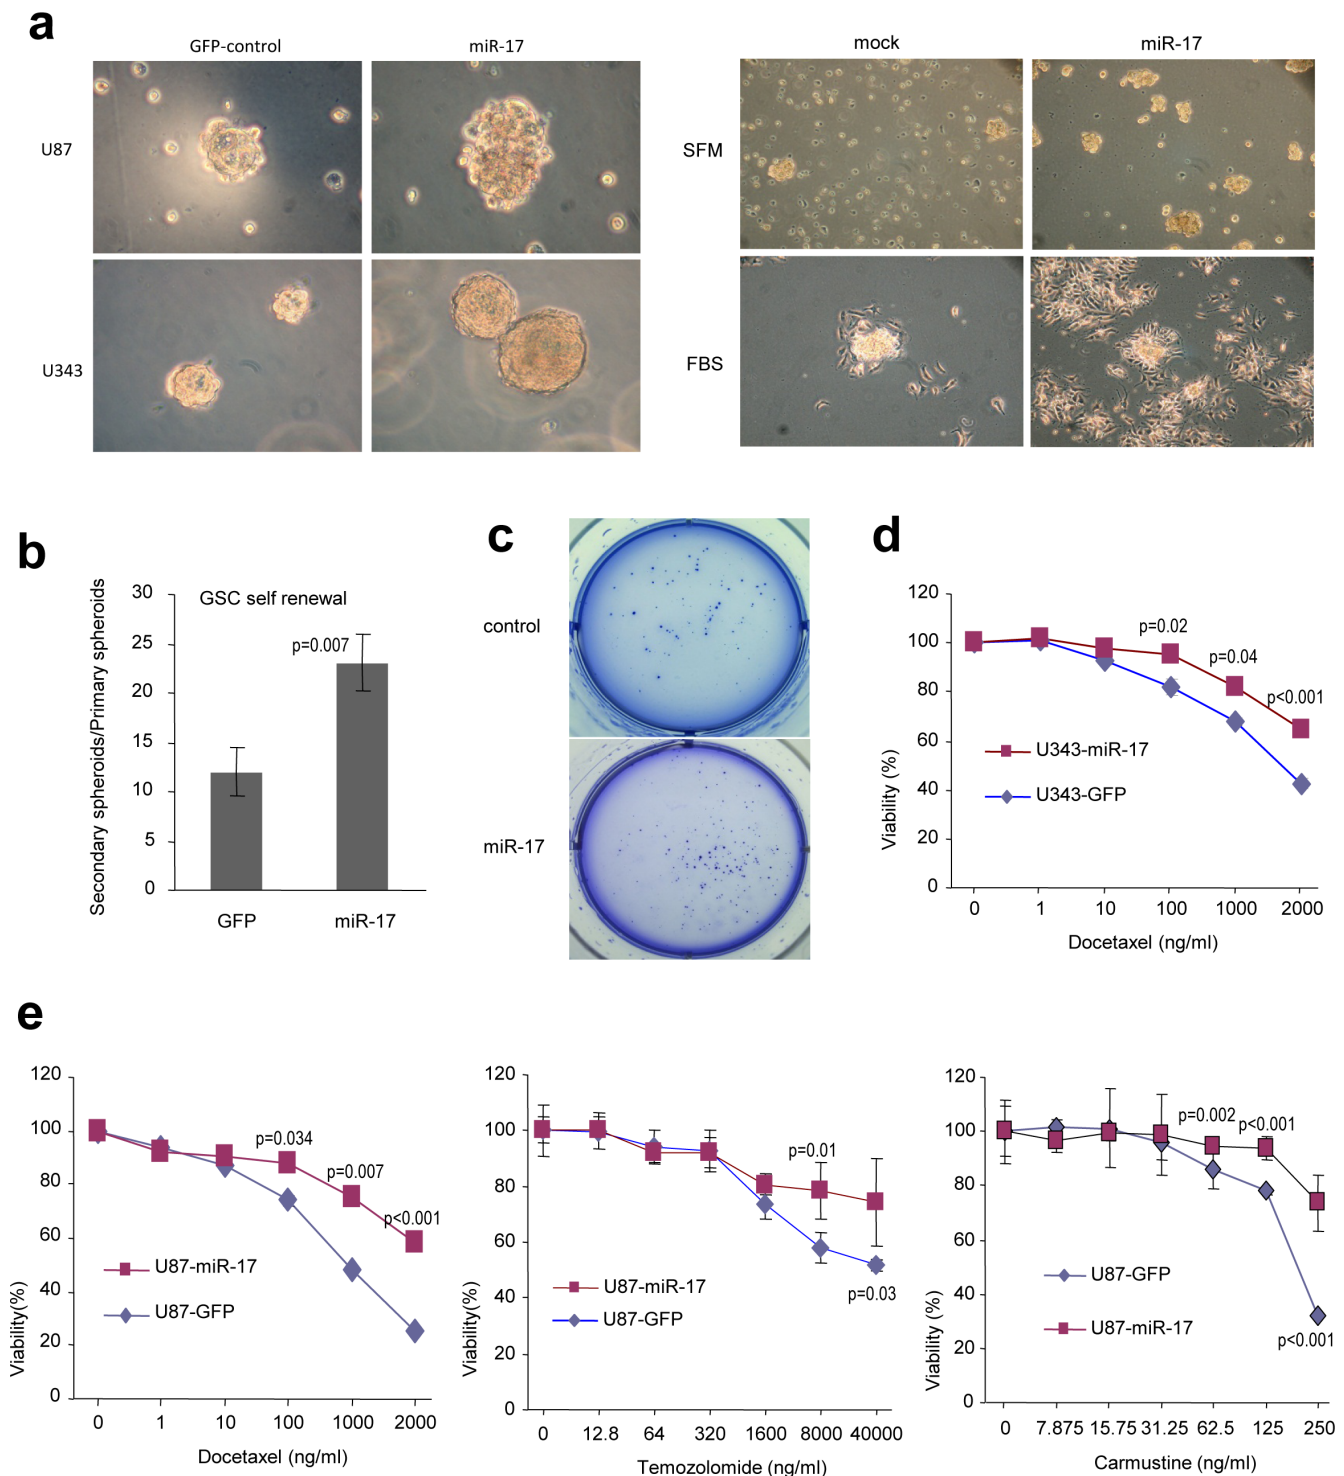 a
GFP-control
miR-17
mock
miR-17
U87
SFM
U343
FBS
b
GSC self renewal
p=0.007
Secondary spheroids/Primary spheroids
30
25
20
15
10
5
0
GFP
miR-17
c
control
miR-17
d
120
100
80
60
40
20
0
p=0.02
p=0.04
p<0.001
U343-miR-17
U343-GFP
Viability (%)
0 1 10 100 1000 2000
Docetaxel (ng/ml)
e
120
100
80
60
40
20
0
p=0.034
p=0.007
p<0.001
U87-miR-17
U87-GFP
Viability(%)
0 1 10 100 1000 2000
Docetaxel (ng/ml)
120
100
80
60
40
20
0
p=0.01
p=0.03
U87-miR-17
U87-GFP
Viability(%)
0 12.8 64 320 1600 8000 40000
Temozolomide (ng/ml)
120
100
80
60
40
20
0
p=0.002
p<0.001
p<0.001
U87-GFP
U87-miR-17
Viability (%)
0 7.875 15.75 31.25 62.5 125 250
Carmustine (ng/ml)